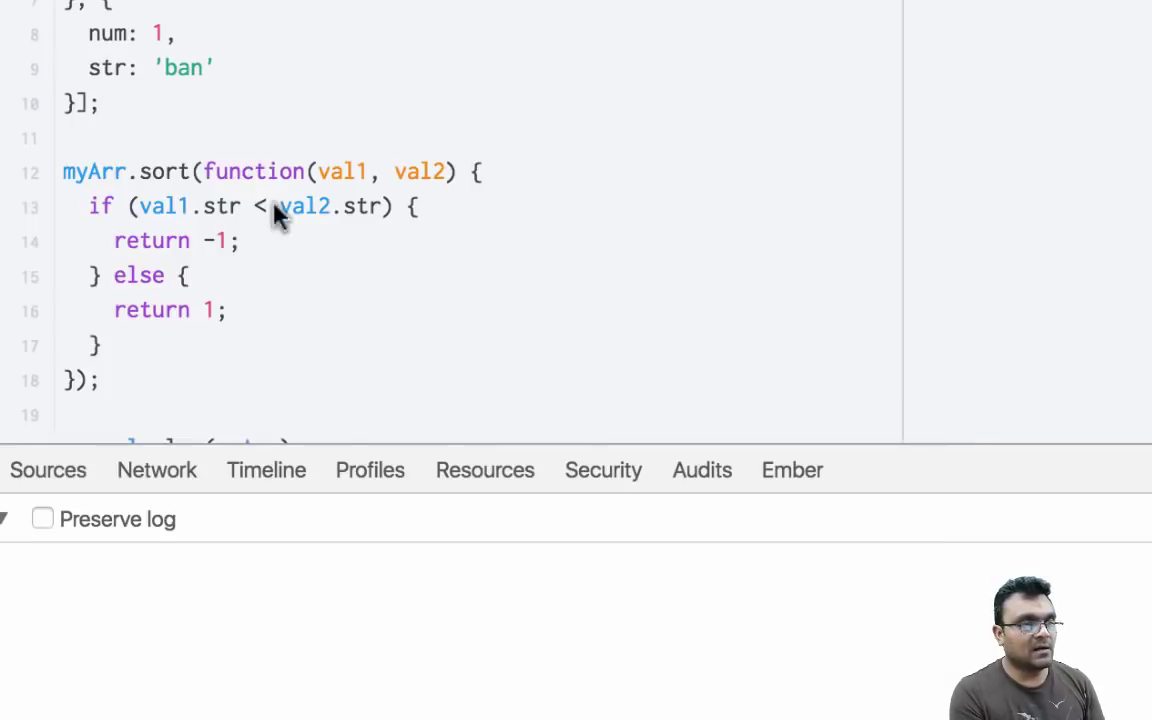 7 }, {
8 num: 1,
9 str: 'ban'
10 }];
11
12 myArr.sort(function(val1, val2) {
13 if (val1.str < val2.str) {
14 return -1;
15 } else {
16 return 1;
17 }
18 });
19
Sources Network Timeline Profiles Resources Security Audits Ember
Preserve log